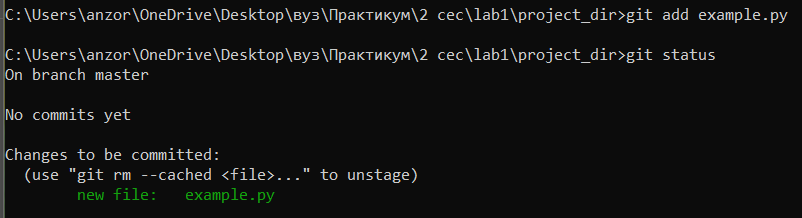 C:\Users\anzor\OneDrive\Desktop\вуз\Практикум\2 сес\lab1\project_dir>git add example.py
C:\Users\anzor\OneDrive\Desktop\вуз\Практикум\2 сес\lab1\project_dir>git status
On branch master
No commits yet
Changes to be committed:
(use "git rm --cached <file>..." to unstage)
new file:   example.py